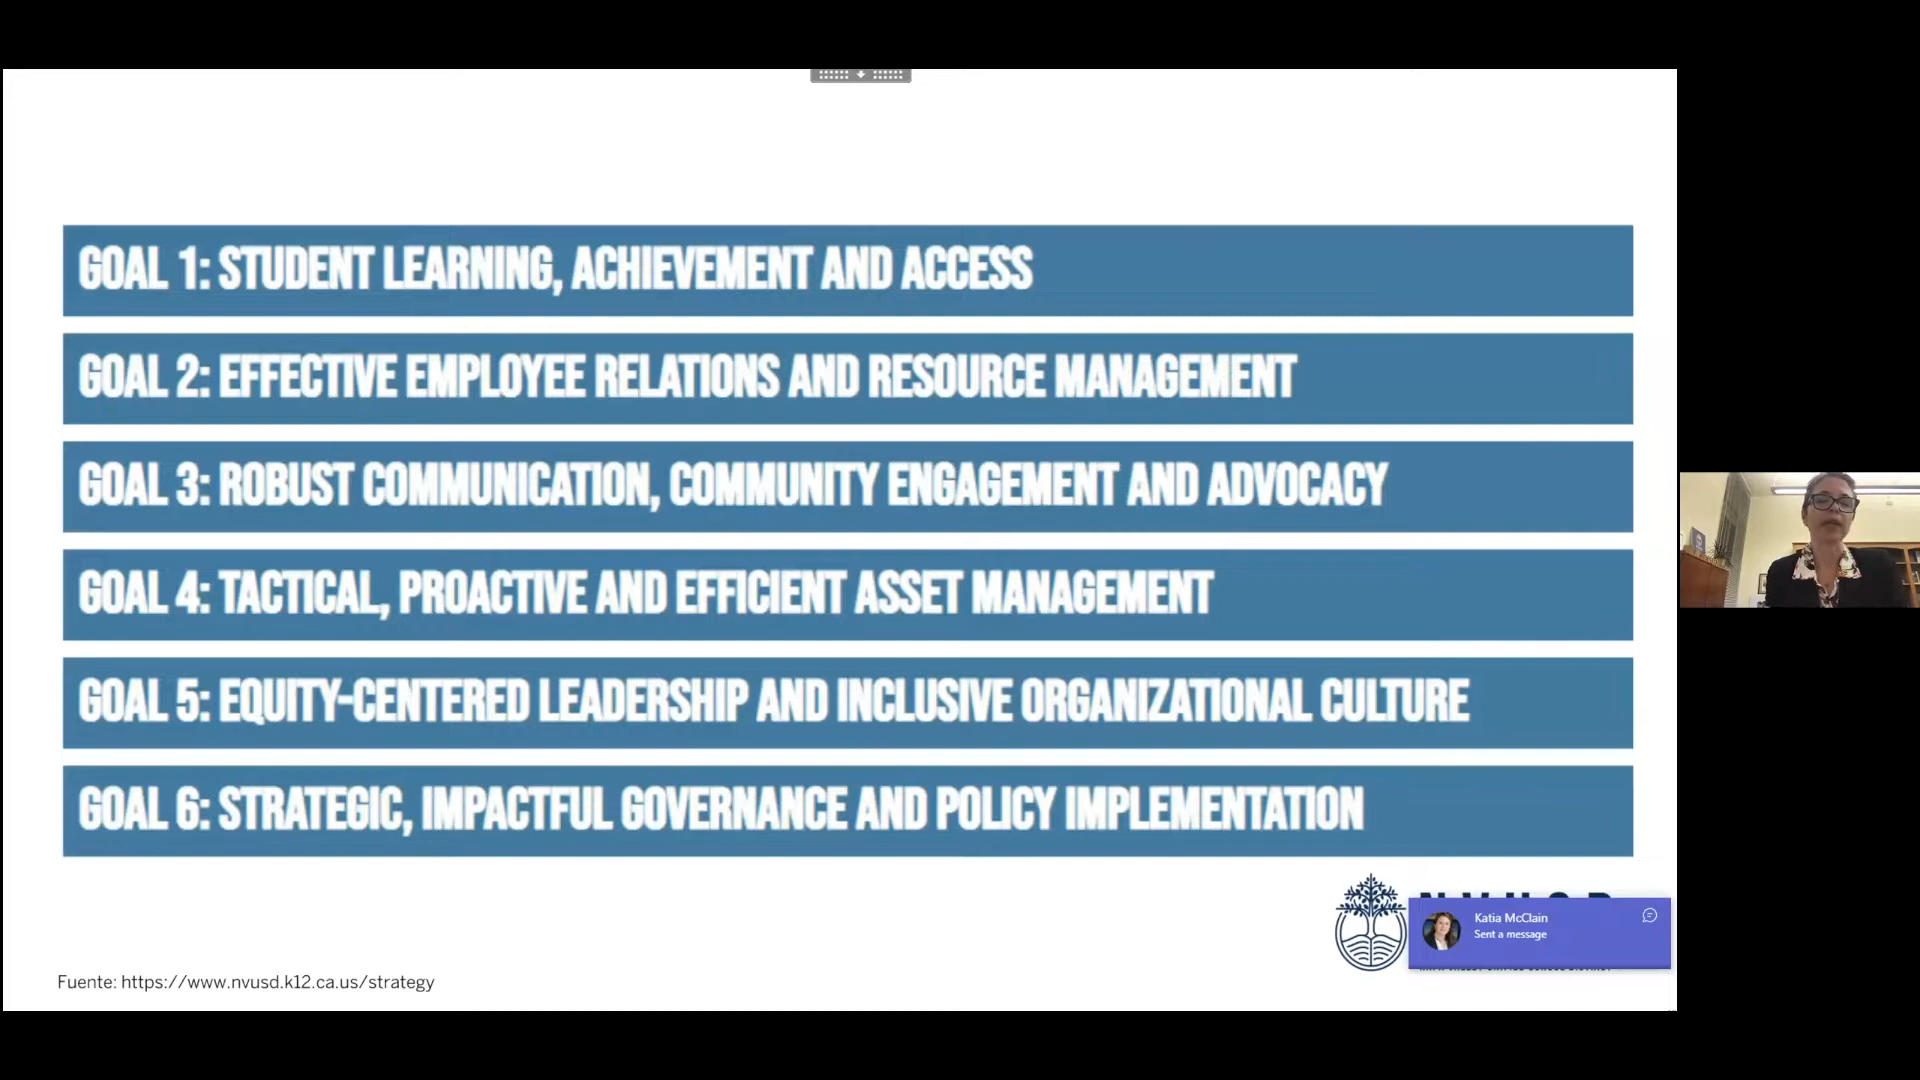 GOAL 1: STUDENT LEARNING, ACHIEVEMENT AND ACCESS
GOAL 2: EFFECTIVE EMPLOYEE RELATIONS AND RESOURCE MANAGEMENT
GOAL 3: ROBUST COMMUNICATION, COMMUNITY ENGAGEMENT AND ADVOCACY
GOAL 4: TACTICAL, PROACTIVE AND EFFICIENT ASSET MANAGEMENT
GOAL 5: EQUITY-CENTERED LEADERSHIP AND INCLUSIVE ORGANIZATIONAL CULTURE
GOAL 6: STRATEGIC, IMPACTFUL GOVERNANCE AND POLICY IMPLEMENTATION
Katia McClain
Sent a message
Fuente: https://www.nvusd.k12.ca.us/strategy